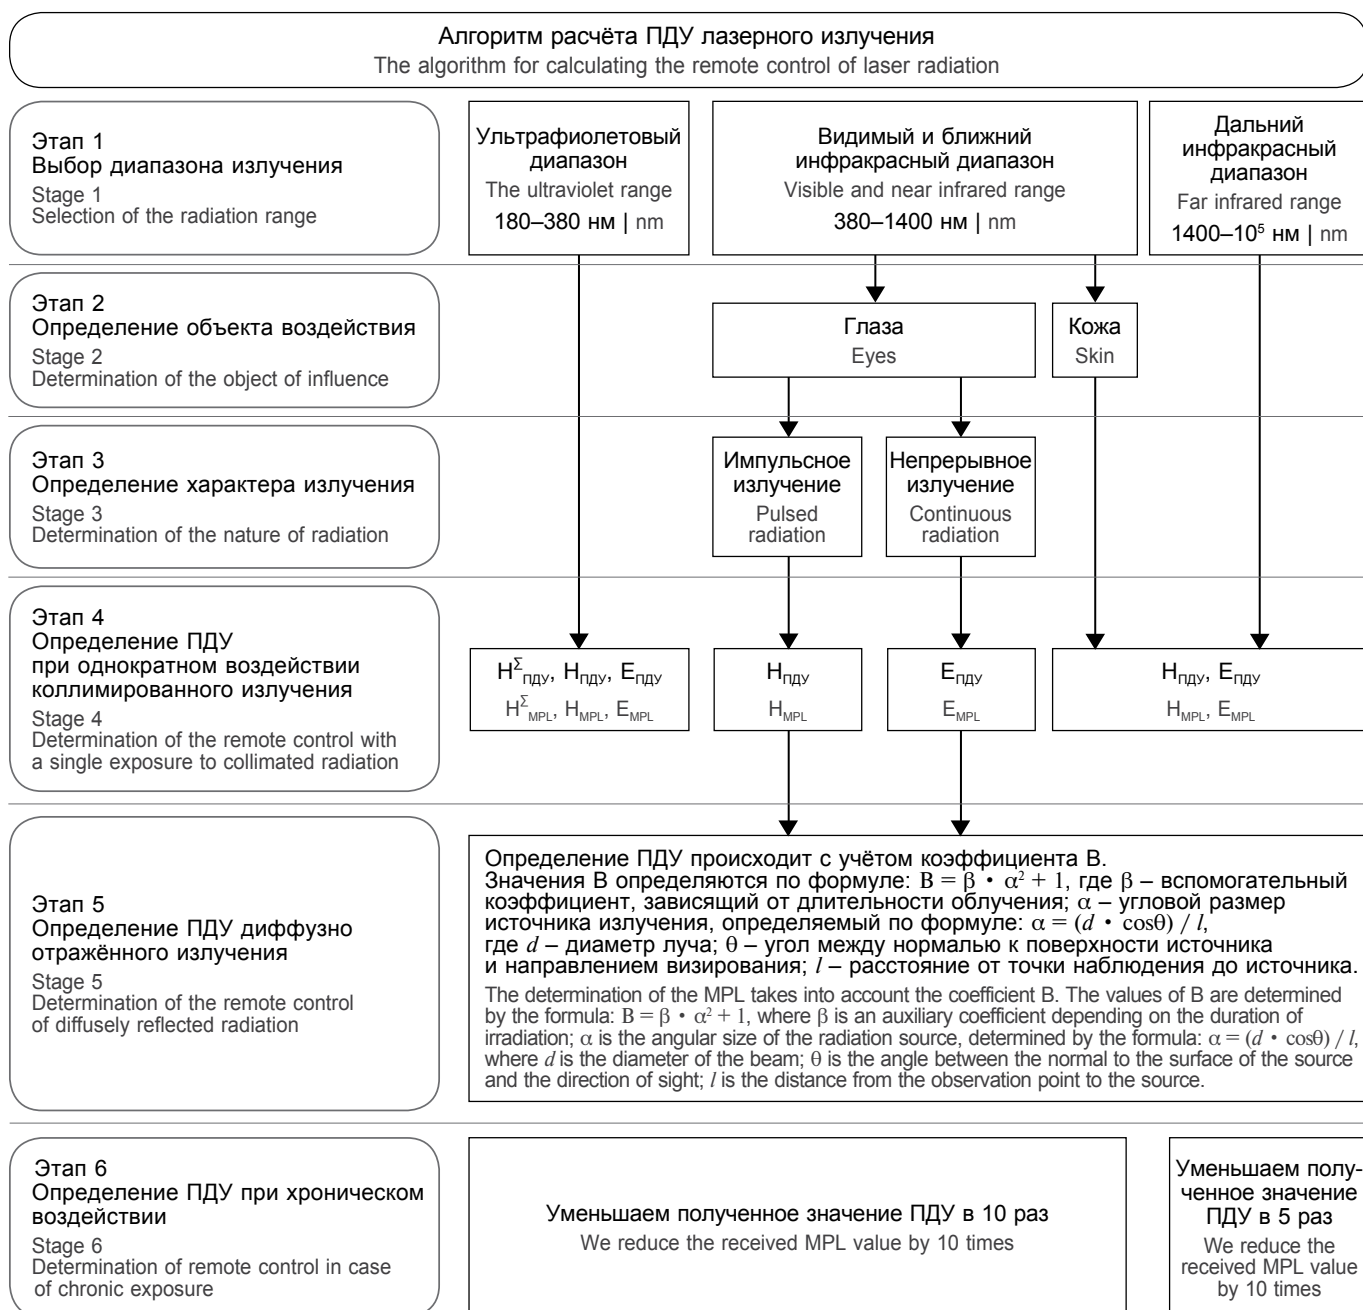 Алгоритм расчёта ПДУ лазерного излучения
The algorithm for calculating the remote control of laser radiation
Этап 1
Выбор диапазона излучения
Stage 1
Selection of the radiation range
Ультрафиолетовый
диапазон
The ultraviolet range
180–380 нм | nm
Видимый и ближний
инфракрасный диапазон
Visible and near infrared range
380–1400 нм | nm
Дальний
инфракрасный
диапазон
Far infrared range
1400–10⁵ нм | nm
Этап 2
Определение объекта воздействия
Stage 2
Determination of the object of influence
Глаза
Eyes
Кожа
Skin
Этап 3
Определение характера излучения
Stage 3
Determination of the nature of radiation
Импульсное
излучение
Pulsed
radiation
Непрерывное
излучение
Continuous
radiation
Этап 4
Определение ПДУ
при однократном воздействии
коллимированного излучения
Stage 4
Determination of the remote control with
a single exposure to collimated radiation
H^Σ_ПДУ, H_ПДУ, E_ПДУ
H^Σ_MPL, H_MPL, E_MPL
H_ПДУ
H_MPL
E_ПДУ
E_MPL
H_ПДУ, E_ПДУ
H_MPL, E_MPL
Этап 5
Определение ПДУ диффузно
отражённого излучения
Stage 5
Determination of the remote control
of diffusely reflected radiation
Определение ПДУ происходит с учётом коэффициента B.
Значения B определяются по формуле: B = β • α² + 1, где β – вспомогательный
коэффициент, зависящий от длительности облучения; α – угловой размер
источника излучения, определяемый по формуле: α = (d • cosθ) / l,
где d – диаметр луча; θ – угол между нормалью к поверхности источника
и направлением визирования; l – расстояние от точки наблюдения до источника.
The determination of the MPL takes into account the coefficient B. The values of B are determined
by the formula: B = β • α² + 1, where β is an auxiliary coefficient depending on the duration of
irradiation; α is the angular size of the radiation source, determined by the formula: α = (d • cosθ) / l,
where d is the diameter of the beam; θ is the angle between the normal to the surface of the source
and the direction of sight; l is the distance from the observation point to the source.
Этап 6
Определение ПДУ при хроническом
воздействии
Stage 6
Determination of remote control in case
of chronic exposure
Уменьшаем полученное значение ПДУ в 10 раз
We reduce the received MPL value by 10 times
Уменьшаем полу-
ченное значение
ПДУ в 5 раз
We reduce the
received MPL value
by 10 times